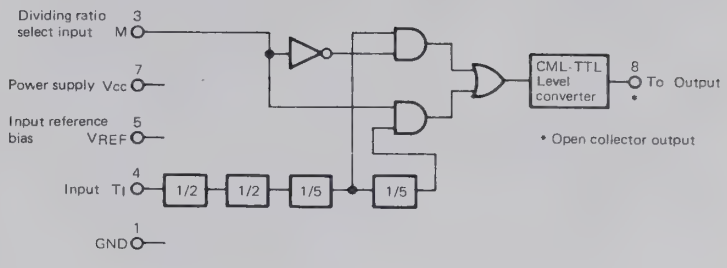 Dividing ratio
select input M
3
Power supply Vcc
7
Input reference
bias VREF
5
Input TI
4
GND
1
1/2
1/2
1/5
1/5
CML-TTL
Level
converter
8
To Output
*
* Open collector output